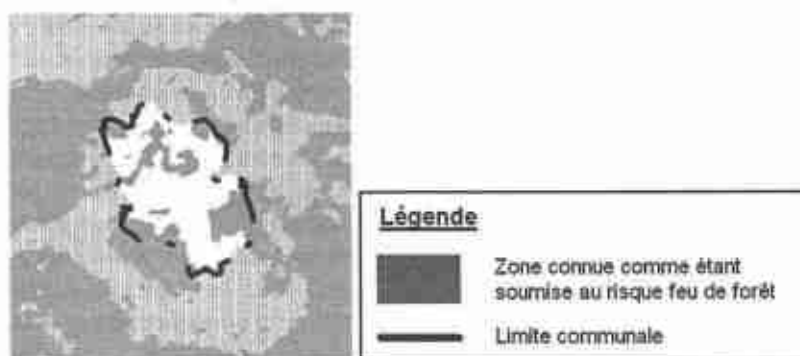 Légende
Zone connue comme étant
soumise au risque feu de forêt
Limite communale